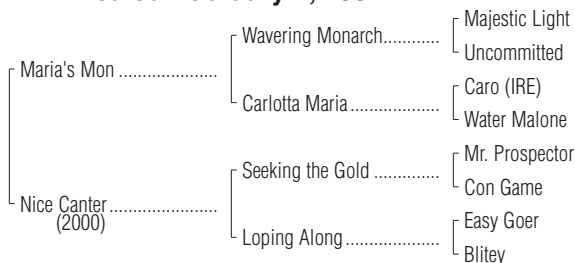 Majestic Light
Wavering Monarch...........
Uncommitted
Maria's Mon .....................
Caro (IRE)
Carlotta Maria ...................
Water Malone
Mr. Prospector
Seeking the Gold ..............
Con Game
Nice Canter.......................
(2000)
Easy Goer
Loping Along....................
Blitey